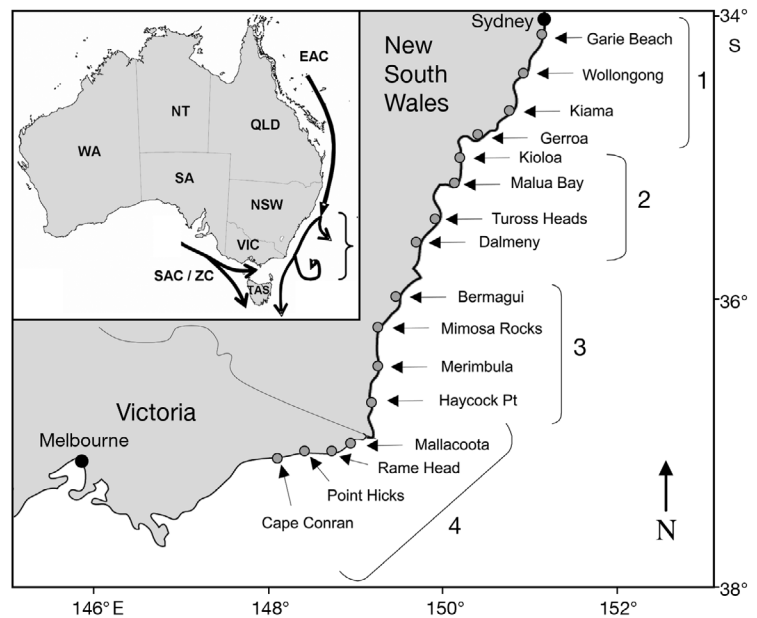 Sydney
34°
S
New
South
Wales
Garie Beach
Wollongong
Kiama
Gerroa
1
Kioloa
Malua Bay
Tuross Heads
Dalmeny
2
36°
Bermagui
Mimosa Rocks
Merimbula
Haycock Pt
3
Mallacoota
Rame Head
Point Hicks
Cape Conran
4
Victoria
Melbourne
N
38°
146°E
148°
150°
152°
EAC
NT
QLD
WA
SA
NSW
VIC
SAC / ZC
TAS